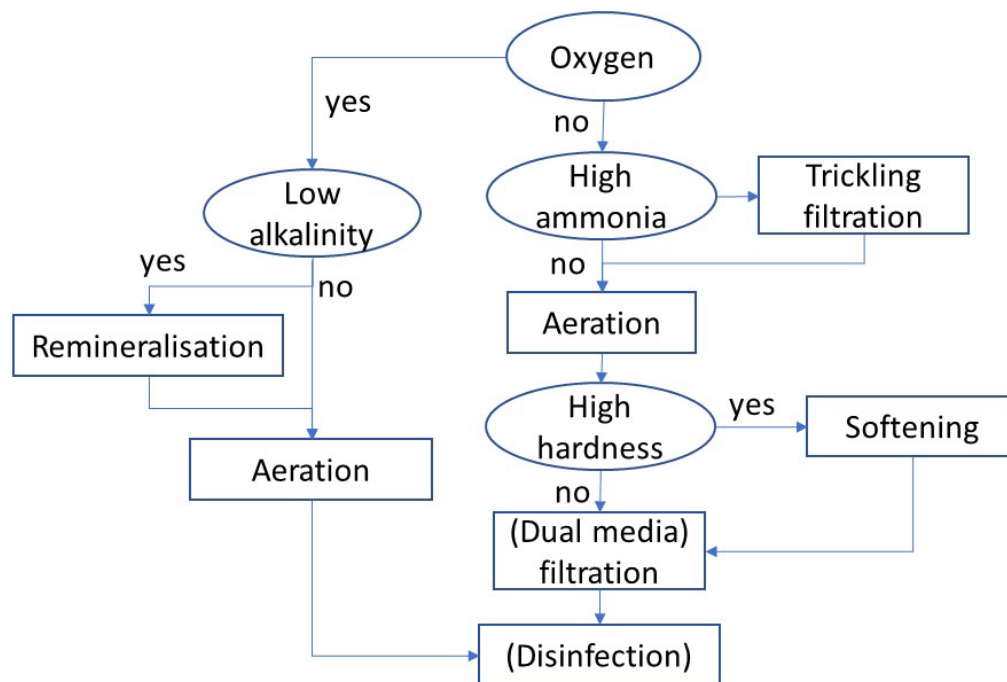 Oxygen
yes
no
Low
alkalinity
High
ammonia
Trickling
filtration
yes
no
no
Remineralisation
Aeration
High
hardness
yes
Softening
Aeration
no
(Dual media)
filtration
(Disinfection)